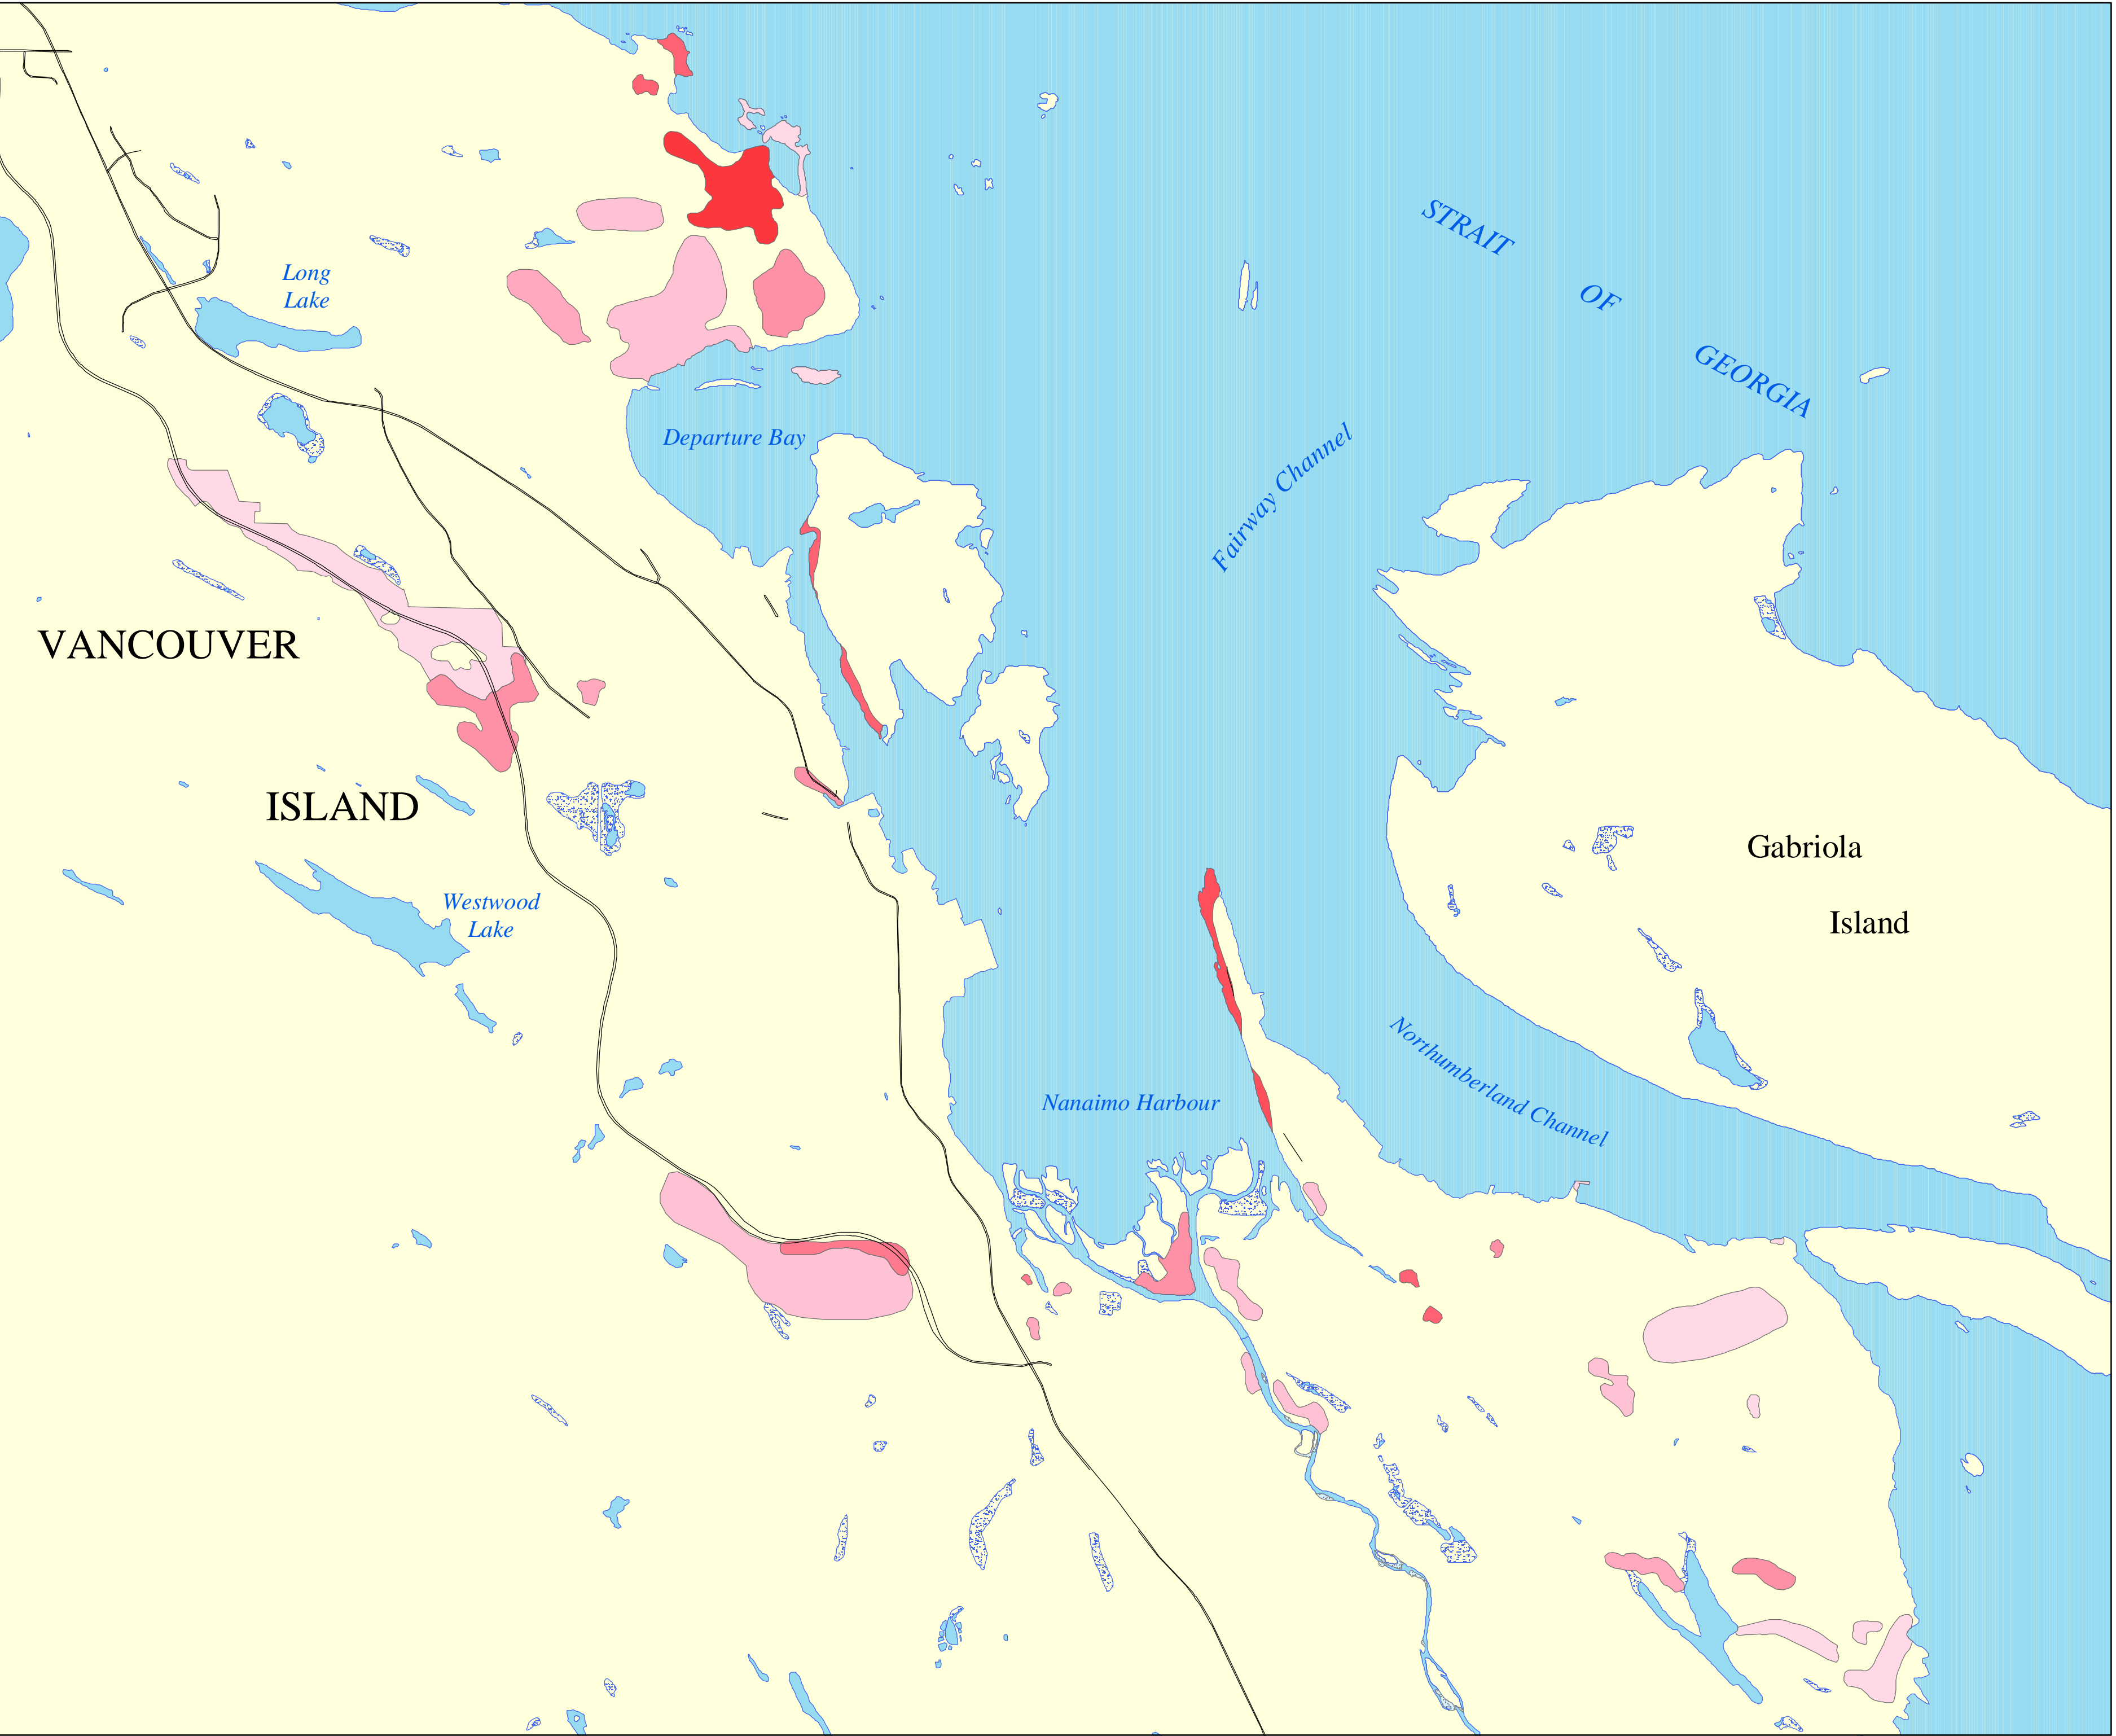 STRAIT
OF
GEORGIA
Long
Lake
Departure Bay
Fairway Channel
VANCOUVER
ISLAND
Gabriola
Island
Westwood
Lake
Northumberland Channel
Nanaimo Harbour